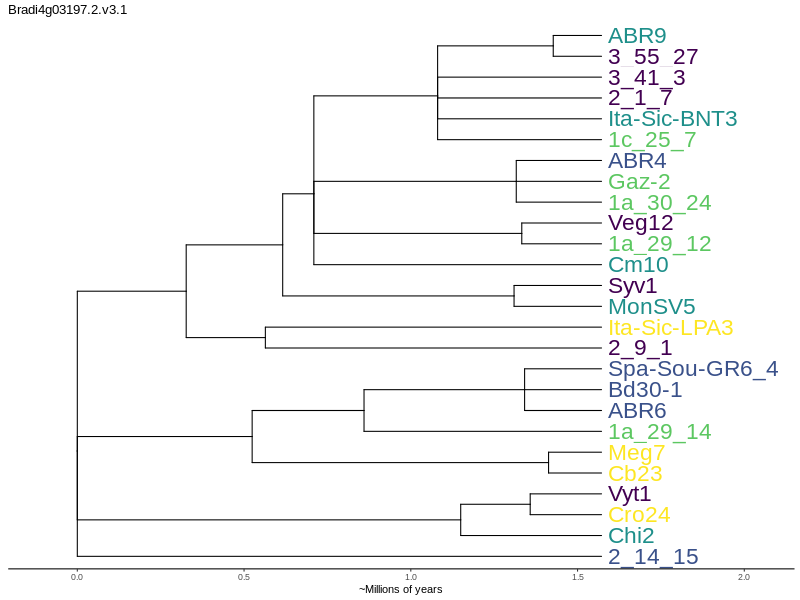 Bradi4g03197.2.v3.1
ABR9
3_55_27
3_41_3
2_1_7
Ita-Sic-BNT3
1c_25_7
ABR4
Gaz-2
1a_30_24
Veg12
1a_29_12
Cm10
Syv1
MonSV5
Ita-Sic-LPA3
2_9_1
Spa-Sou-GR6_4
Bd30-1
ABR6
1a_29_14
Meg7
Cb23
Vyt1
Cro24
Chi2
2_14_15
0.0 0.5 1.0 1.5 2.0
~Millions of years